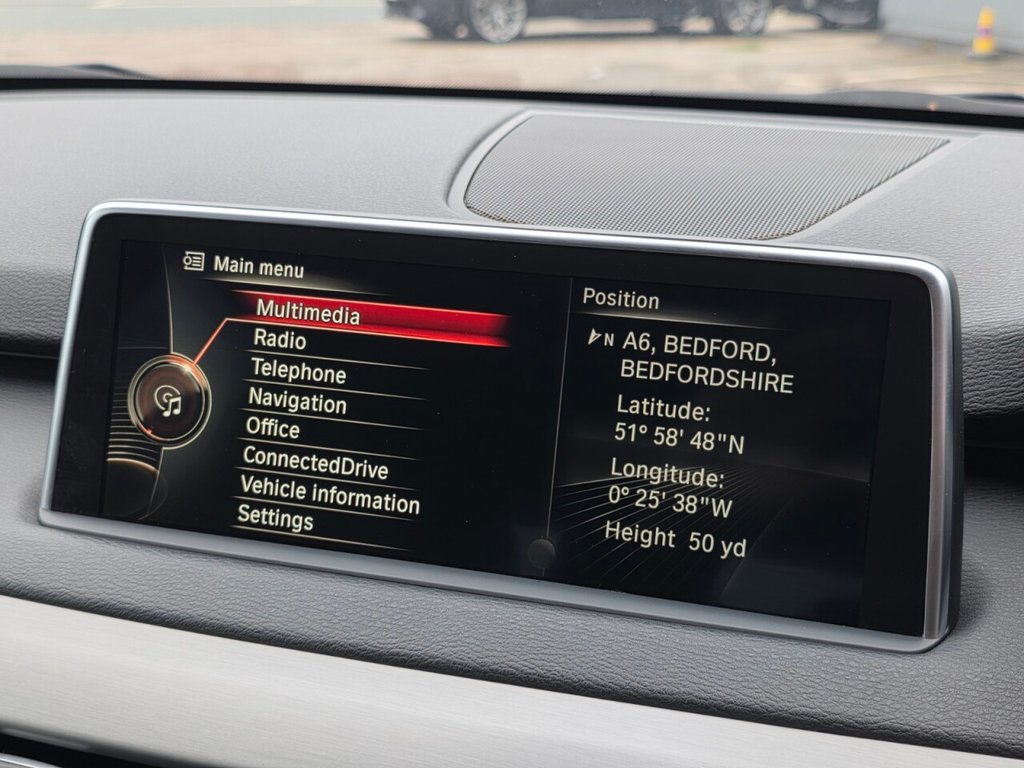 Main menu
Multimedia
Radio
Telephone
Navigation
Office
ConnectedDrive
Vehicle information
Settings
Position
N A6, BEDFORD,
BEDFORDSHIRE
Latitude:
51° 58' 48"N
Longitude:
0° 25' 38"W
Height 50 yd